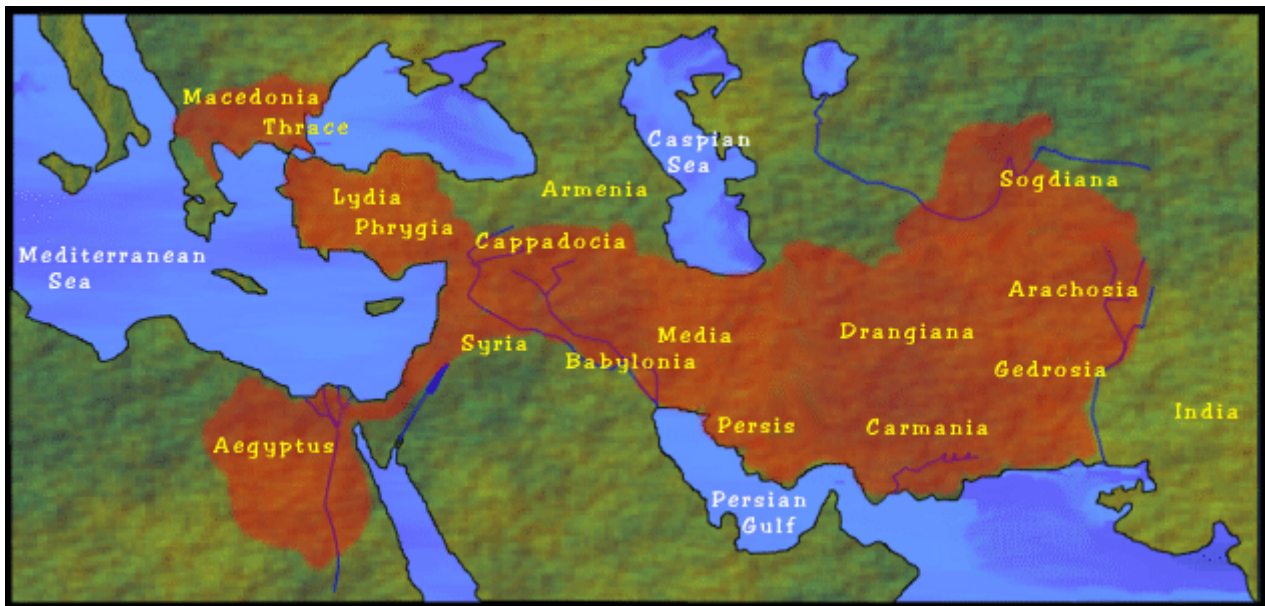 Macedonia
Thrace
Caspian
Sea
Sogdiana
Armenia
Lydia
Phrygia
Cappadocia
Mediterranean
Sea
Arachosia
Syria
Media
Drangiana
Babylonia
Gedrosia
India
Aegyptus
Persis
Carmania
Persian
Gulf